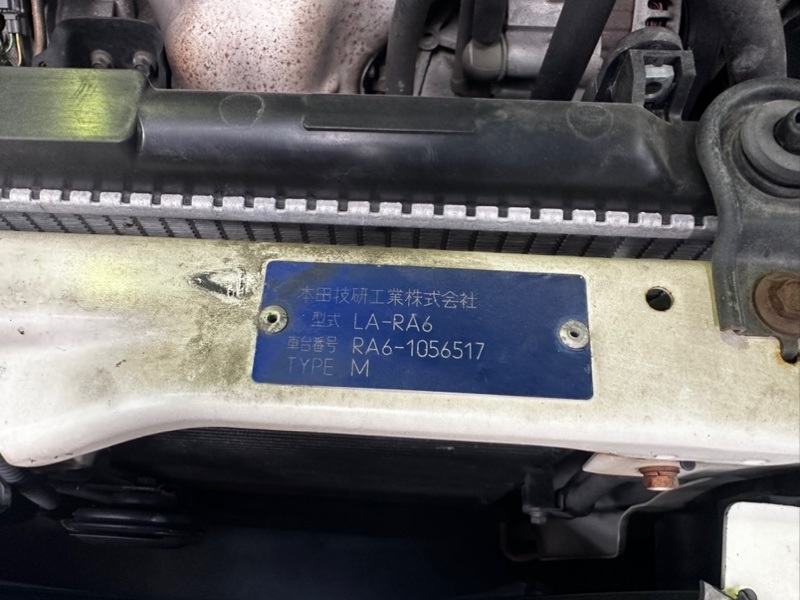 本田技研工業株式会社
型式 LA-RA6
車台番号 RA6-1056517
TYPE M